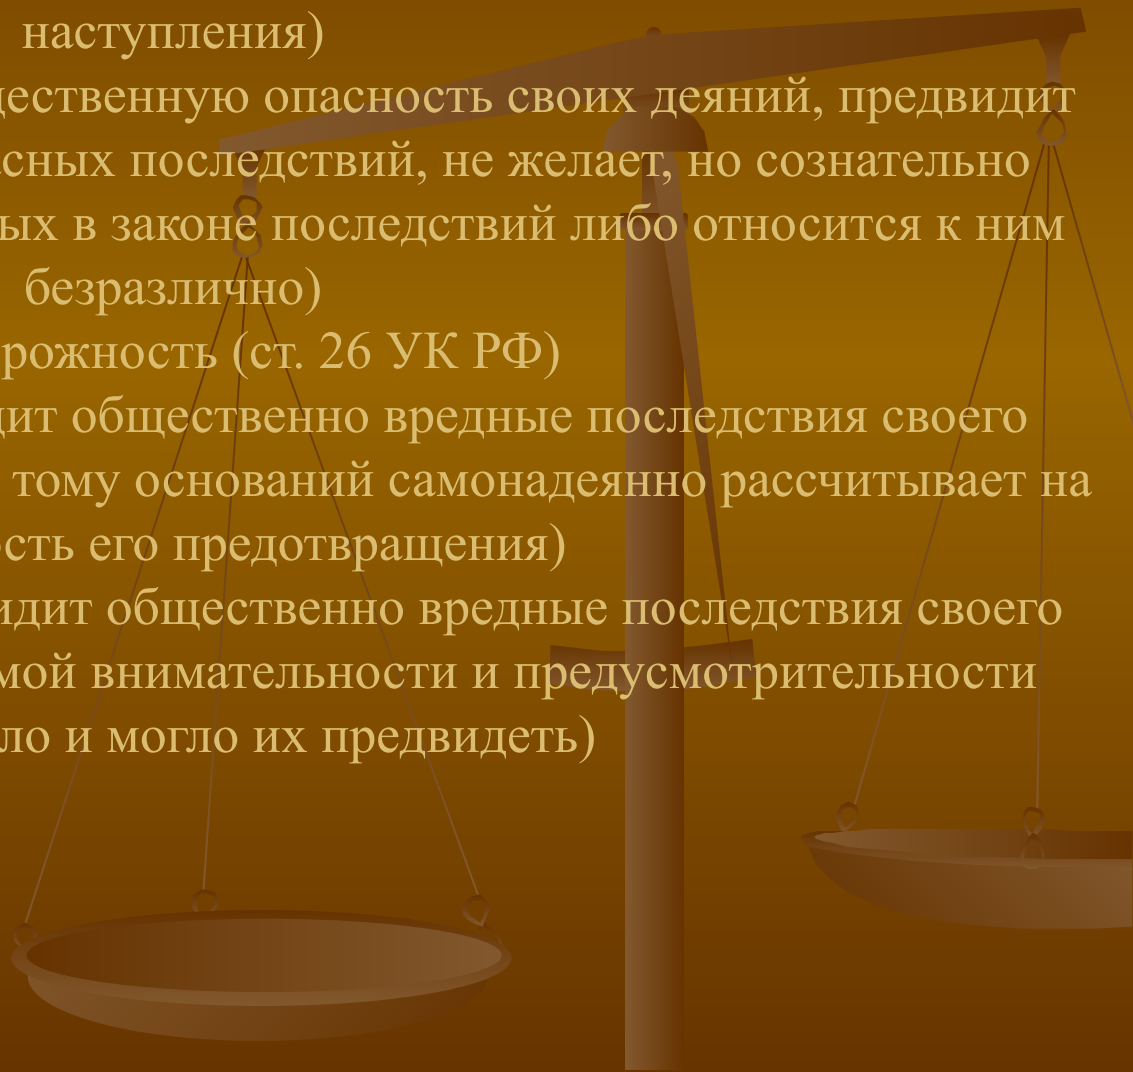 наступления)
щественную опасность своих деяний, предвидит
сных последствий, не желает, но сознательно
ых в законе последствий либо относится к ним
безразлично)
рожность (ст. 26 УК РФ)
дит общественно вредные последствия своего
тому оснований самонадеянно рассчитывает на
ость его предотвращения)
идит общественно вредные последствия своего
мой внимательности и предусмотрительности
ло и могло их предвидеть)